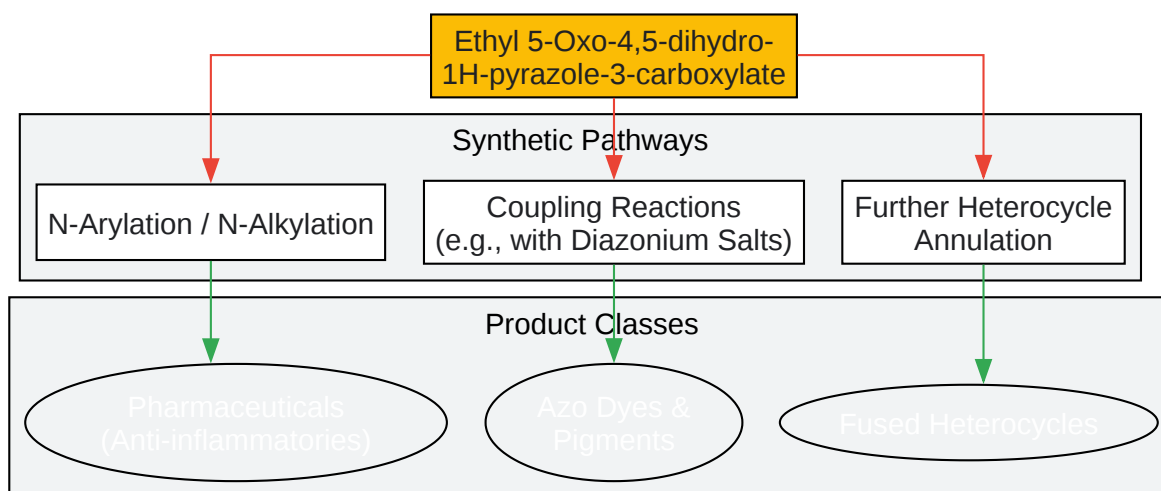 Ethyl 5-Oxo-4,5-dihydro-
1H-pyrazole-3-carboxylate
Synthetic Pathways
N-Arylation / N-Alkylation
Coupling Reactions
(e.g., with Diazonium Salts)
Further Heterocycle
Annulation
Product Classes
Pharmaceuticals
(Anti-inflammatories)
Azo Dyes &
Pigments
Fused Heterocycles